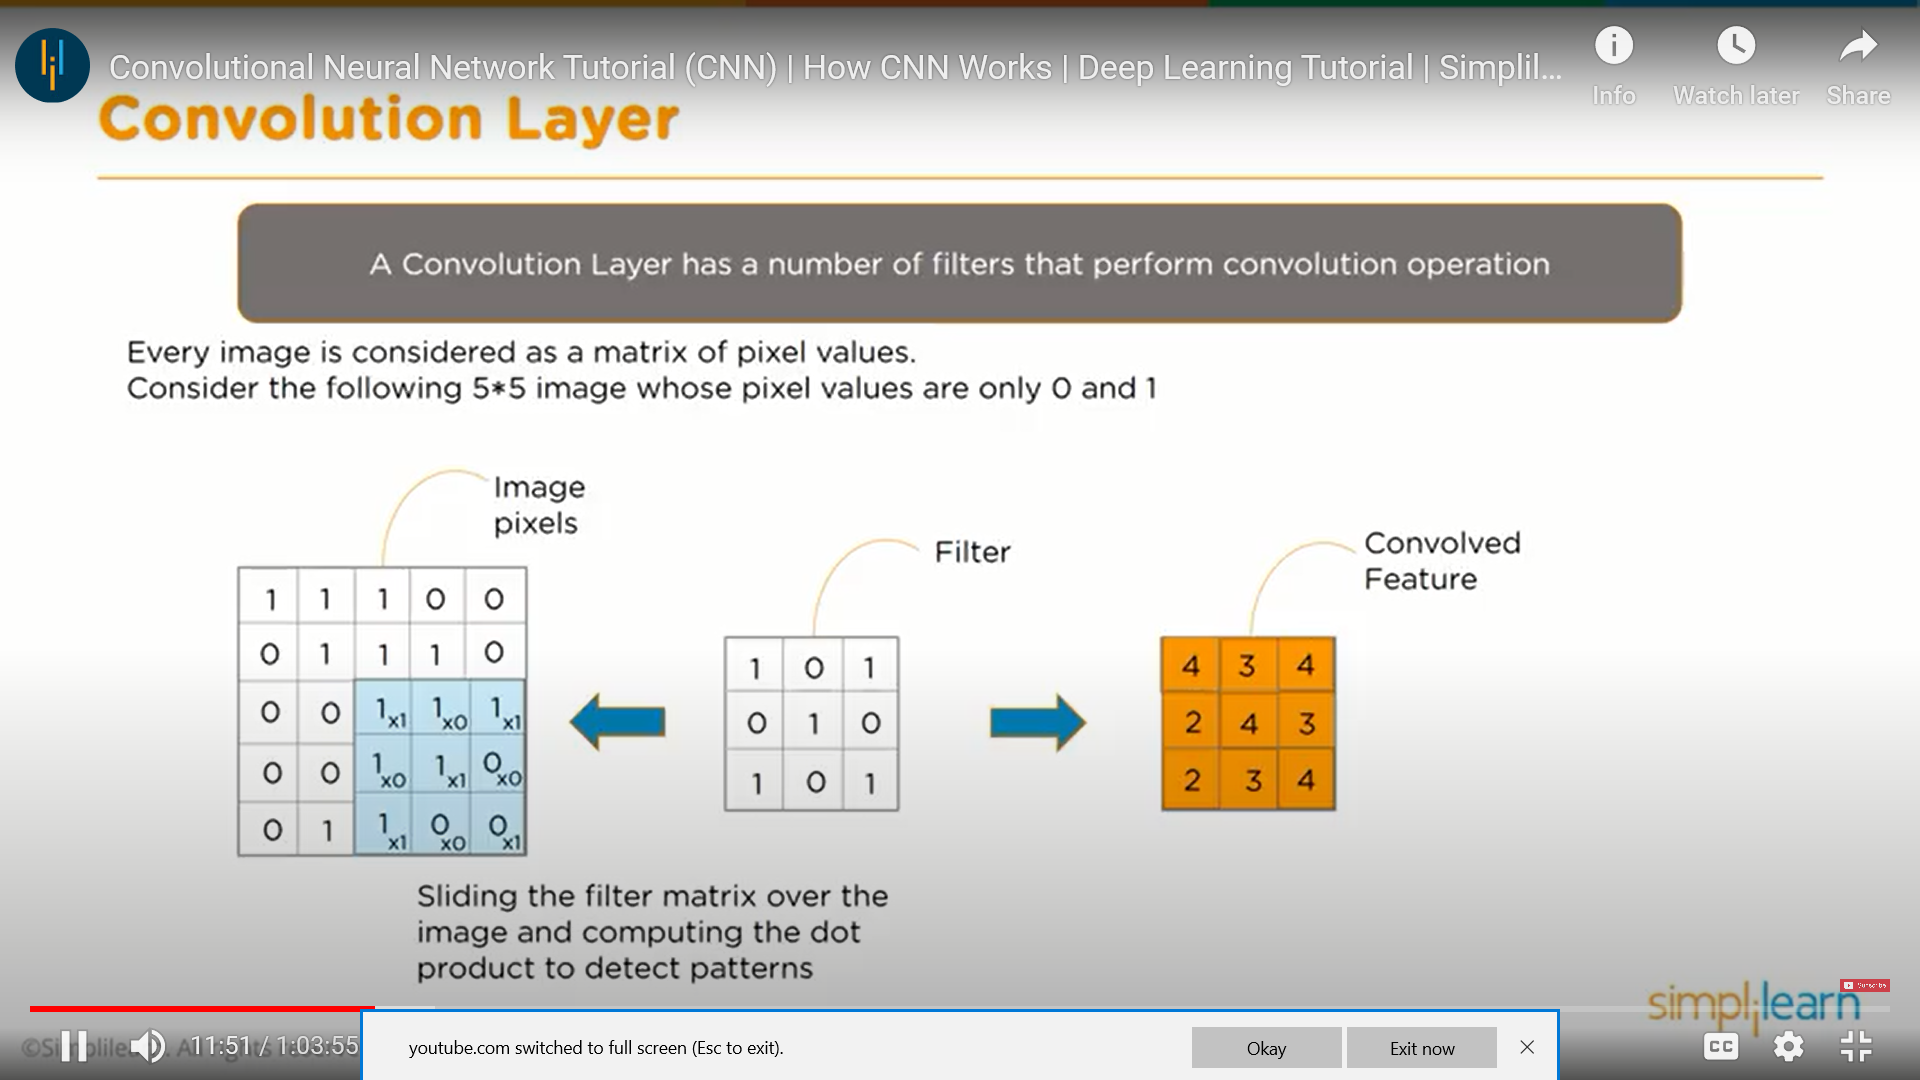 Convolutional Neural Network Tutorial (CNN) | How CNN Works | Deep Learning Tutorial | Simplil...
Info
Watch later
Share
Convolution Layer
A Convolution Layer has a number of filters that perform convolution operation
Every image is considered as a matrix of pixel values.
Consider the following 5*5 image whose pixel values are only 0 and 1
Image
pixels
Filter
Convolved
Feature
1 1 1 0 0
0 1 1 1 0
0 0 1x1 1x0 1x1
0 0 1x0 1x1 0x0
0 1 1x1 0x0 0x1
1 0 1
0 1 0
1 0 1
4 3 4
2 4 3
2 3 4
Sliding the filter matrix over the
image and computing the dot
product to detect patterns
Subscribe
simplilearn
11:51 / 1:03:55
youtube.com switched to full screen (Esc to exit).
Okay
Exit now
CC